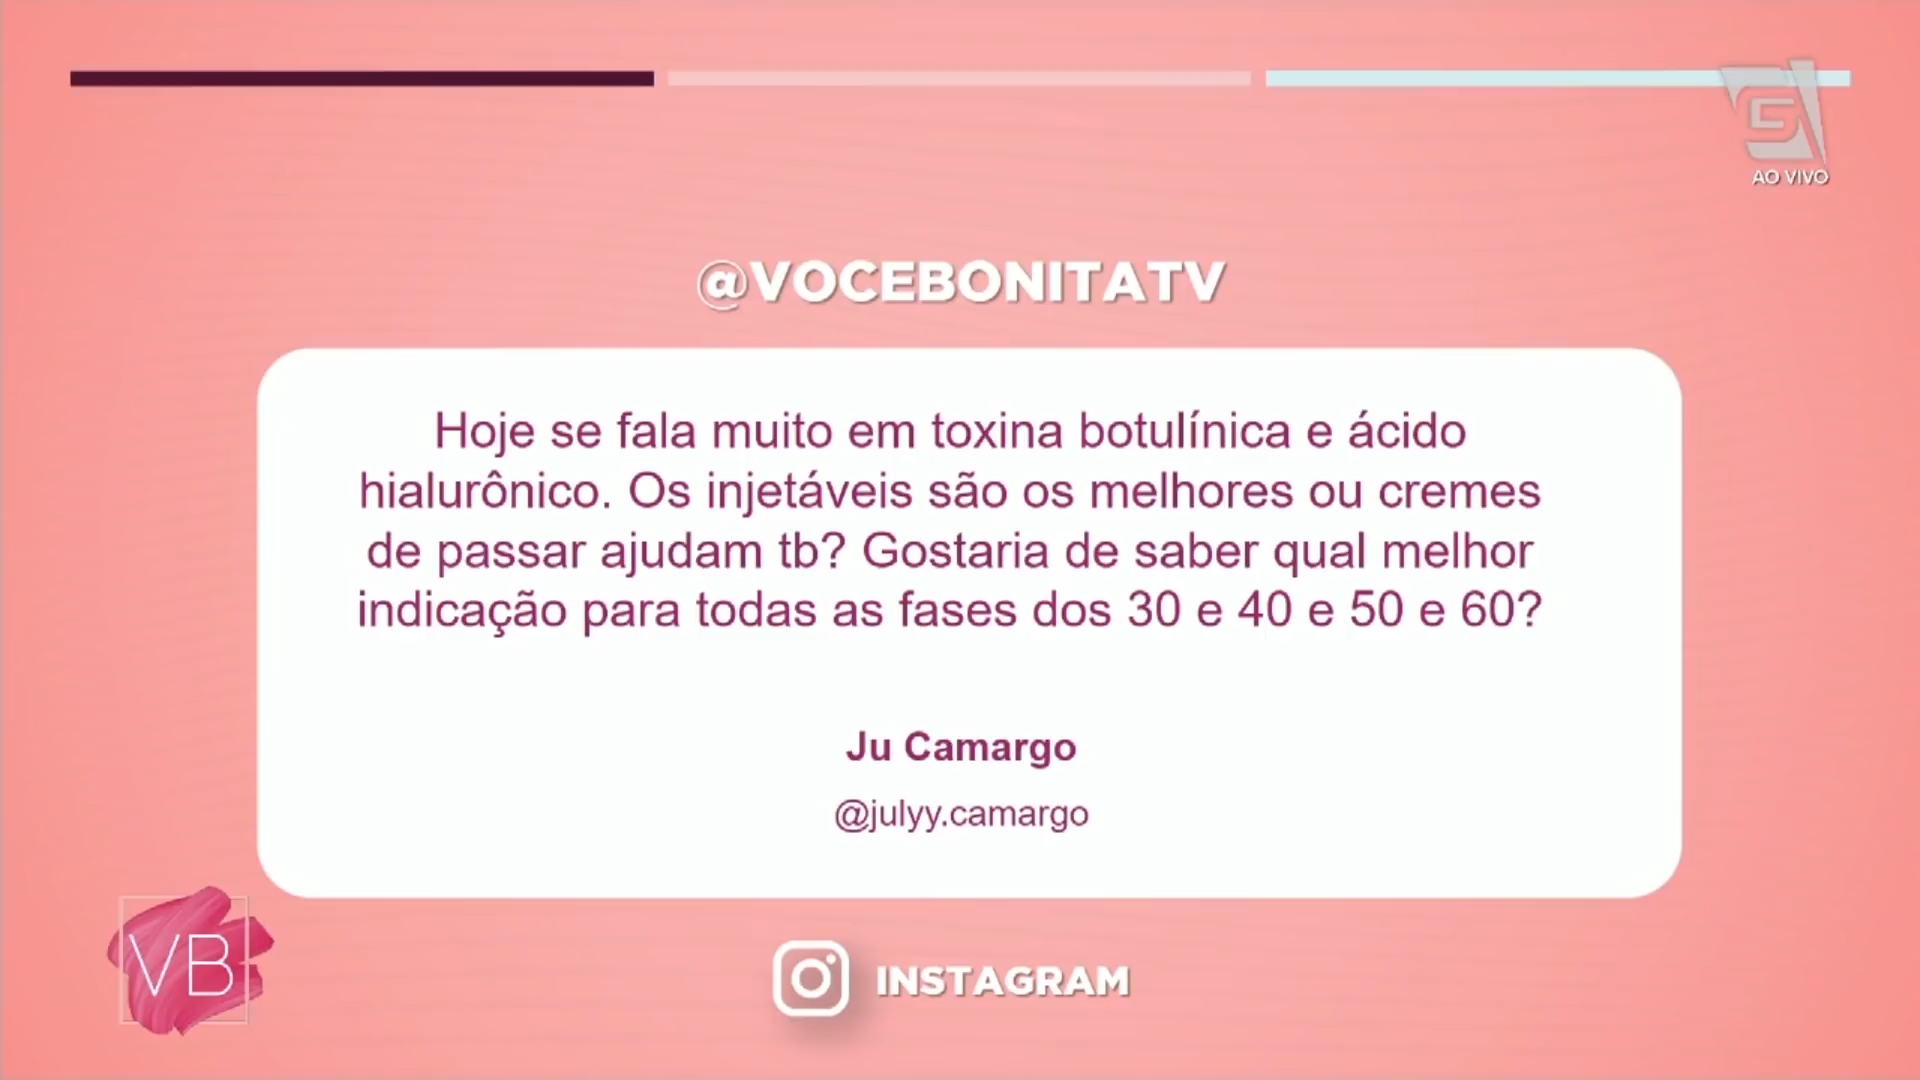 AO VIVO
@VOCEBONITATV
Hoje se fala muito em toxina botulínica e ácido
hialurônico. Os injetáveis são os melhores ou cremes
de passar ajudam tb? Gostaria de saber qual melhor
indicação para todas as fases dos 30 e 40 e 50 e 60?
Ju Camargo
@julyy.camargo
VB
INSTAGRAM